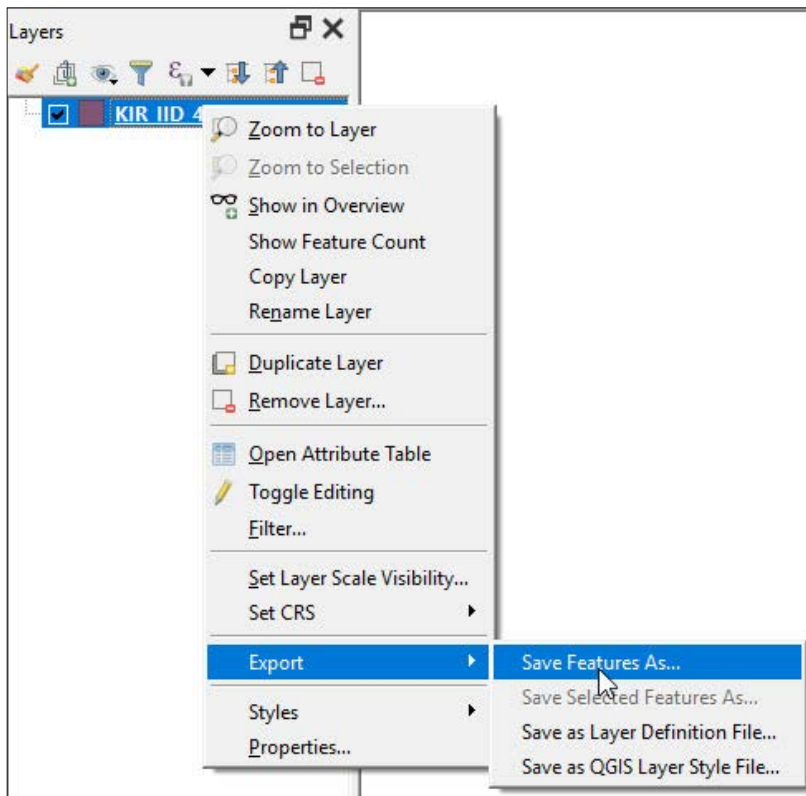 Layers
KIR IID 4
Zoom to Layer
Zoom to Selection
Show in Overview
Show Feature Count
Copy Layer
Rename Layer
Duplicate Layer
Remove Layer...
Open Attribute Table
Toggle Editing
Filter...
Set Layer Scale Visibility...
Set CRS
Export
Save Features As...
Save Selected Features As...
Save as Layer Definition File...
Save as QGIS Layer Style File...
Styles
Properties...